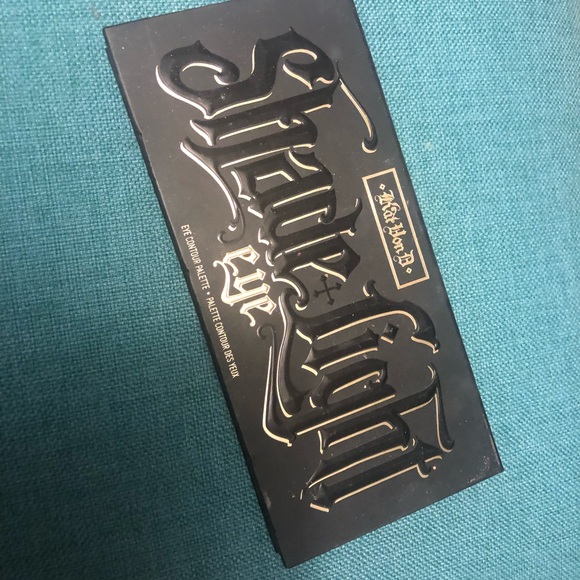 Kat Von D
Shade + Light
eye
EYE CONTOUR PALETTE • PALETTE CONTOUR DES YEUX